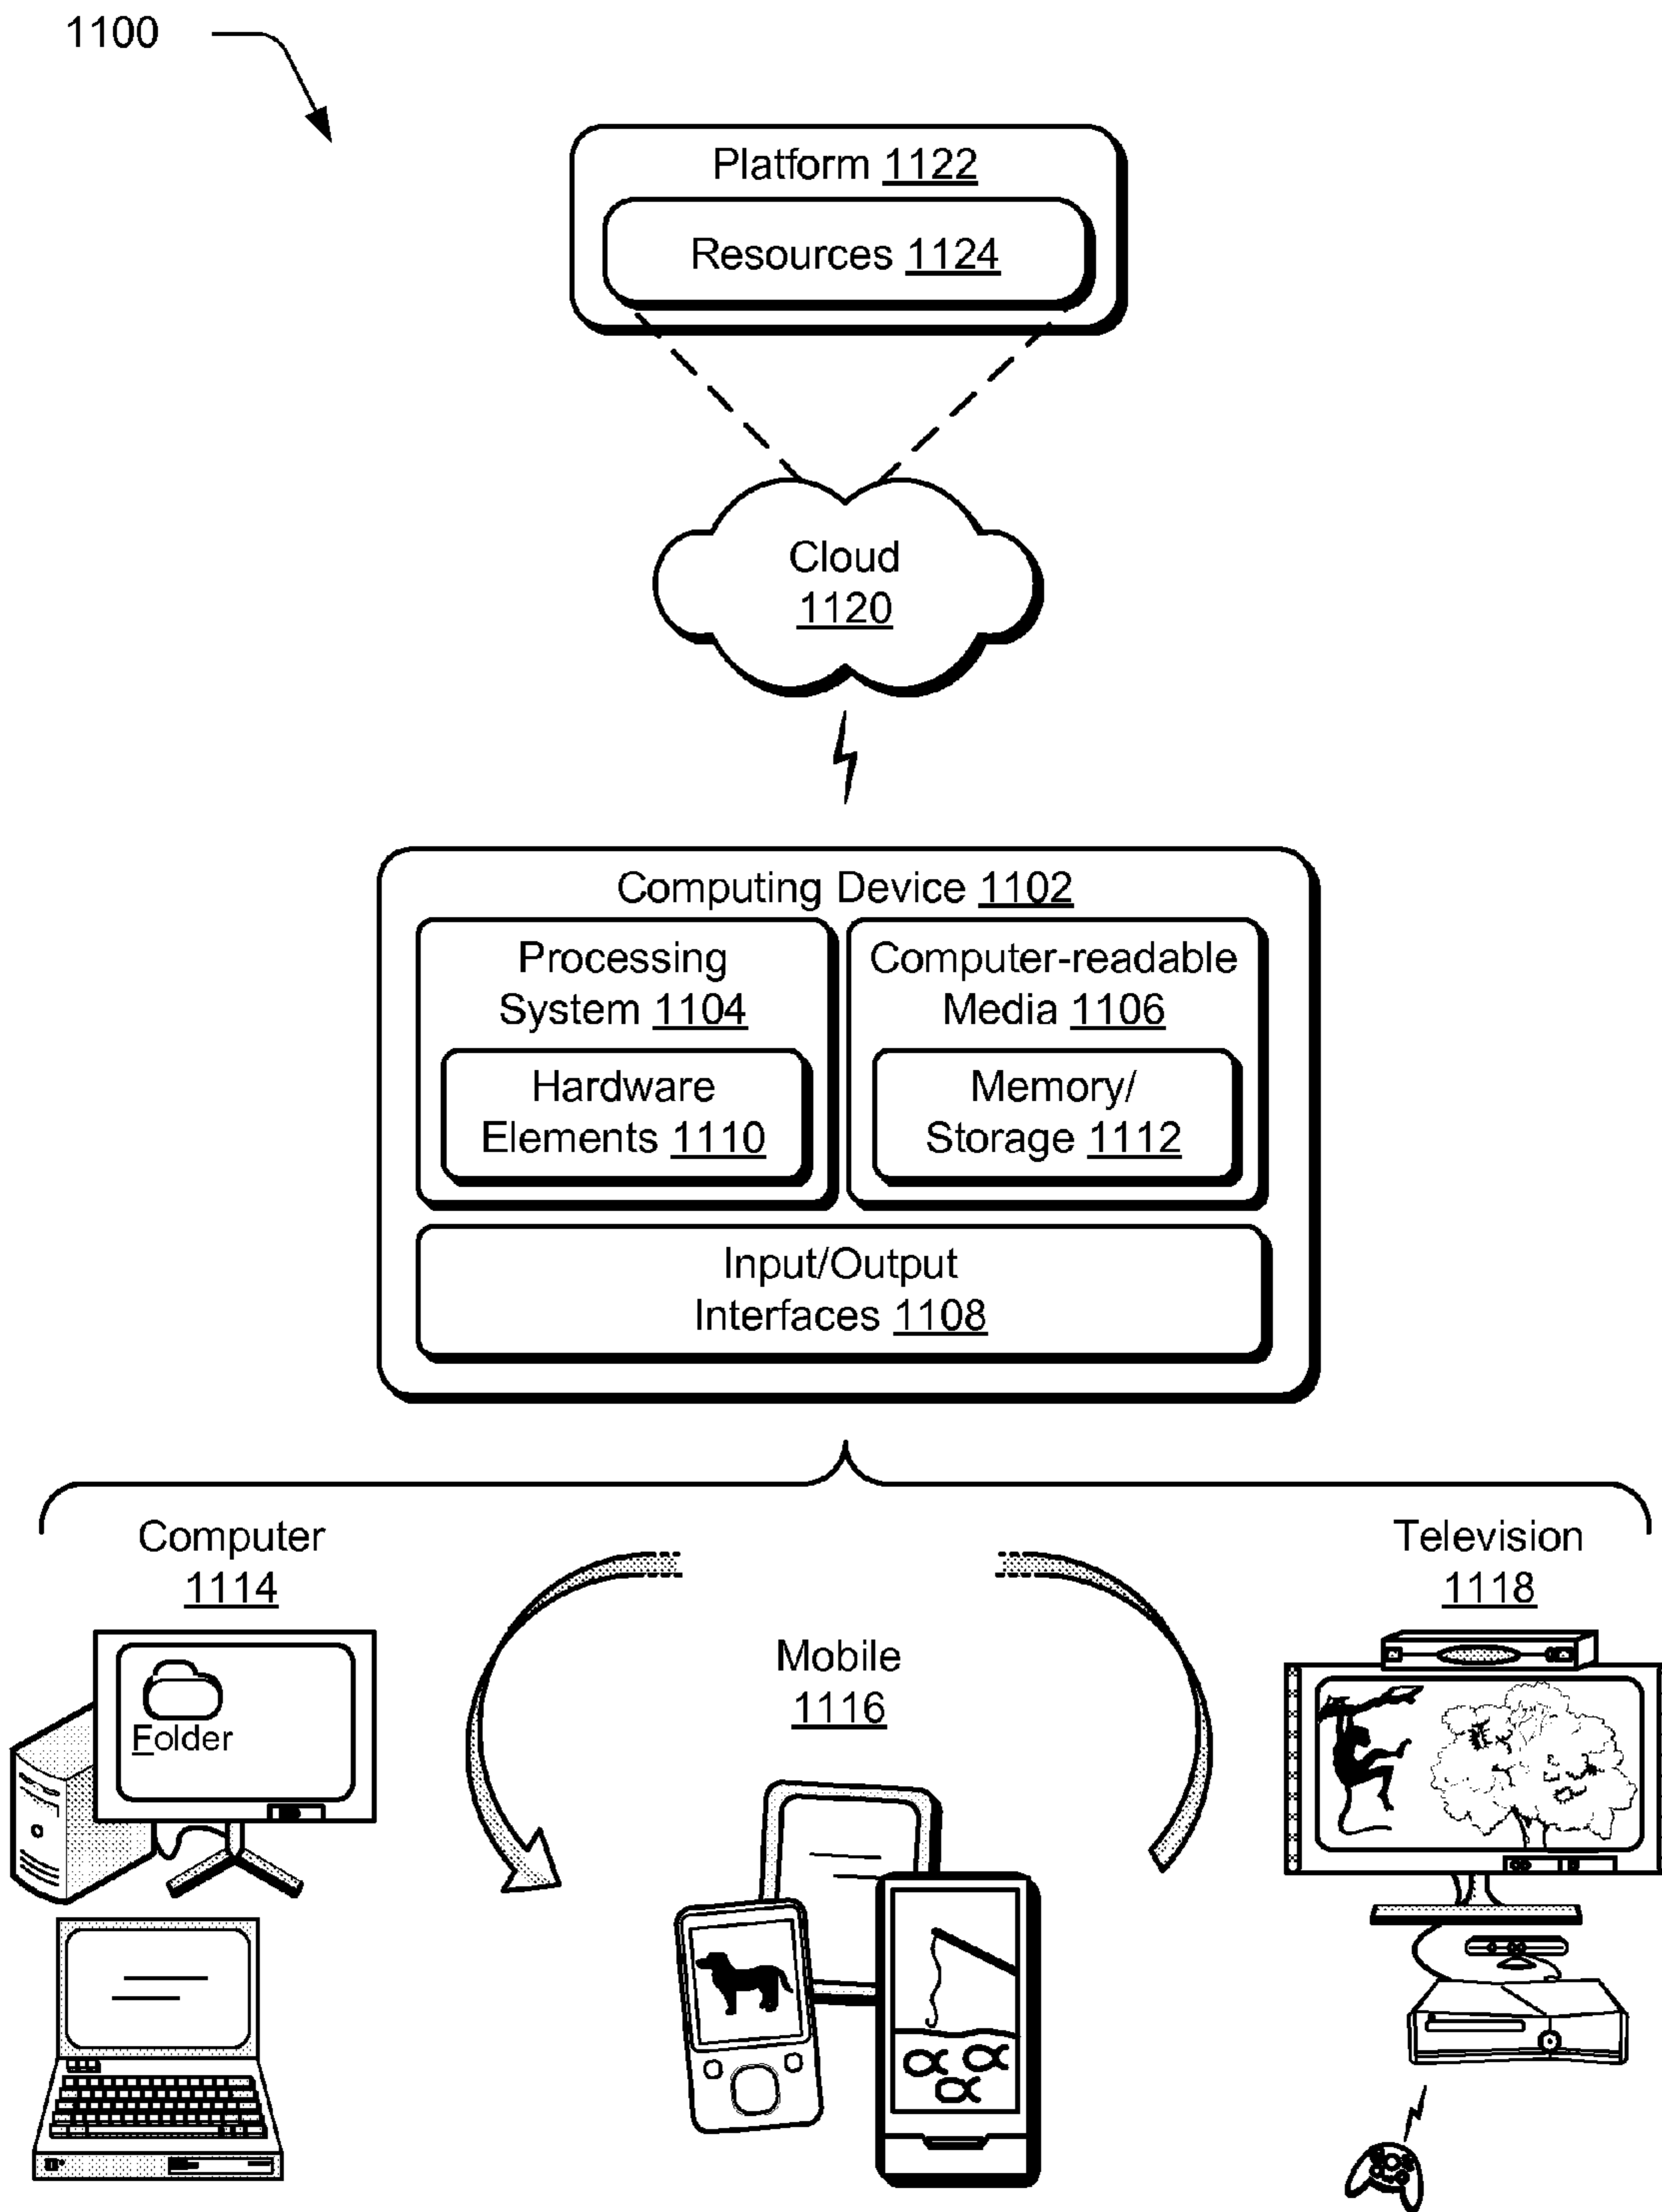 1100
Platform 1122
Resources 1124
Cloud
1120
Computing Device 1102
Processing
System 1104
Computer-readable
Media 1106
Hardware
Elements 1110
Memory/
Storage 1112
Input/Output
Interfaces 1108
Computer
1114
Mobile
1116
Television
1118
Folder